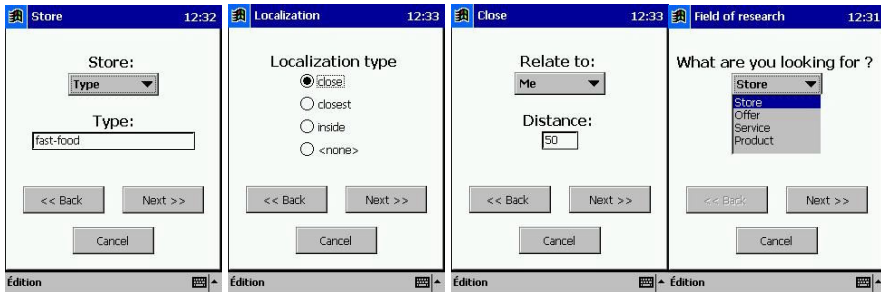 Store 12:32
Store:
Type
Type:
fast-food
<< Back Next >>
Cancel
Édition
Localization 12:33
Localization type
close
closest
inside
<none>
<< Back Next >>
Cancel
Édition
Close 12:33
Relate to:
Me
Distance:
50
<< Back Next >>
Cancel
Édition
Field of research 12:31
What are you looking for ?
Store
Store
Offer
Service
Product
<< Back Next >>
Cancel
Édition